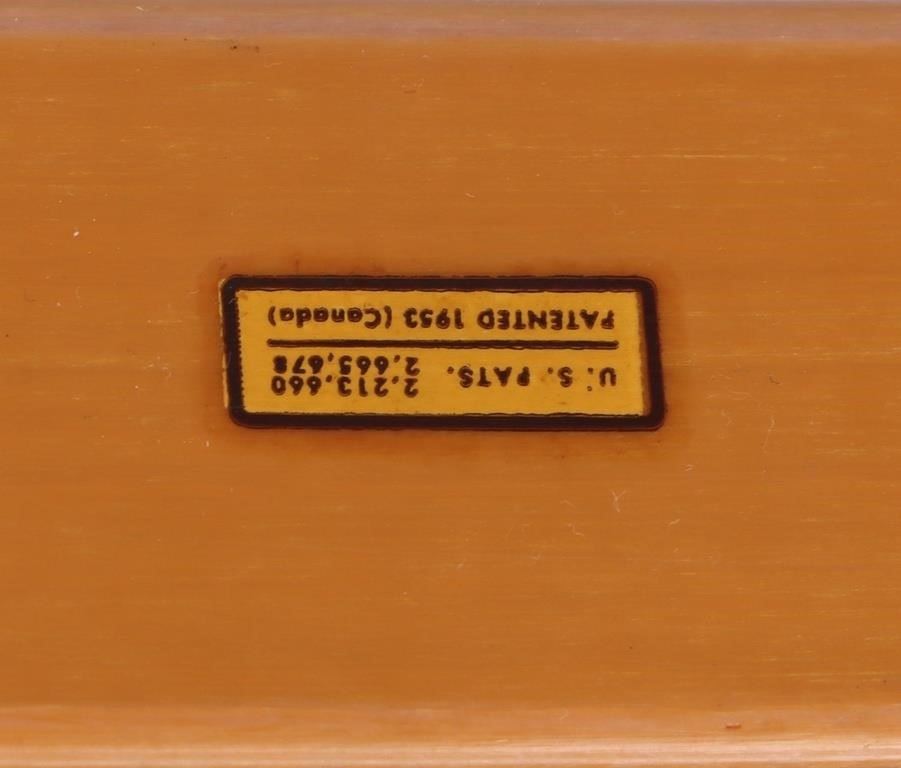 U. S. PATS. 2,213,660
2,665,678
PATENTED 1953 (Canada)